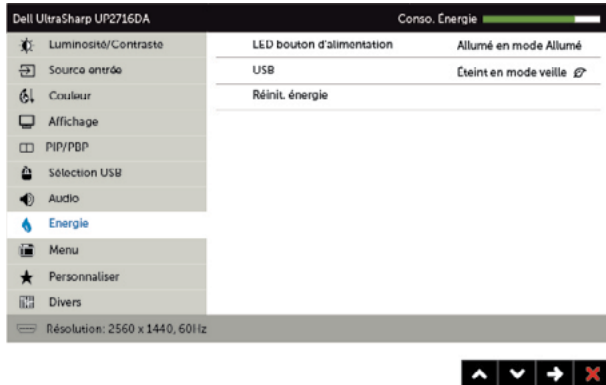 Dell UltraSharp UP2716DA Conso. Énergie
Luminosité/Contraste LED bouton d'alimentation Allumé en mode Allumé
Source entrée USB Éteint en mode veille
Couleur Réinit. énergie
Affichage
PIP/PBP
Sélection USB
Audio
Energie
Menu
Personnaliser
Divers
Résolution: 2560 x 1440, 60Hz